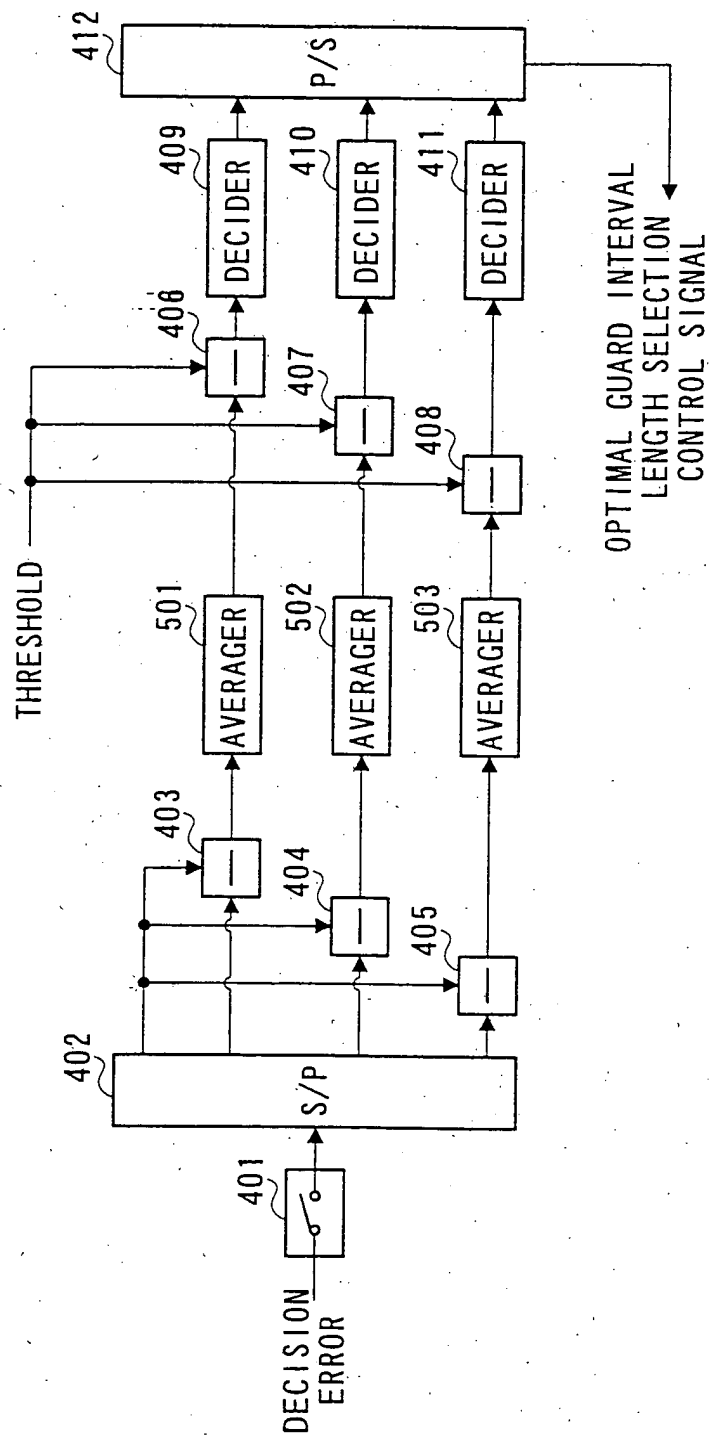 DECISION
ERROR
401
402
S/P
403
404
405
THRESHOLD
501
AVERAGER
502
AVERAGER
503
AVERAGER
406
407
408
409
DECIDER
410
DECIDER
411
DECIDER
412
P/S
OPTIMAL GUARD INTERVAL
LENGTH SELECTION
CONTROL SIGNAL